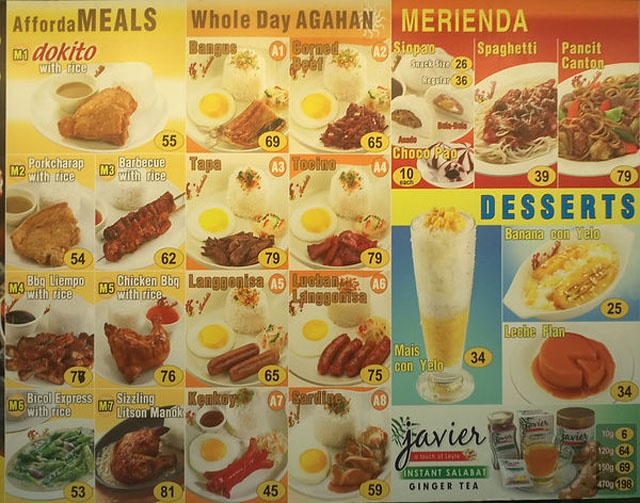 AffordaMEALS
M1 dokito
with rice
55
M2 Porkcharap
with rice
54
M3 Barbecue
with rice
62
M4 Bbq Liempo
with rice
M5 Chicken Bbq
with rice
76
M6 Bicol Express
with rice
53
M7 Sizzling
Litson Manok
81
Whole Day AGAHAN
Bangus A1
69
Corned A2
Beef
65
Tapa A3
79
Tocino A4
79
Langgonisa A5
65
Lucban A6
Langgonisa
75
Kenkoy A7
45
Sardine A8
59
MERIENDA
Siopao
Snack Size 26
Regular 36
Asado
Bola-Bola
Choco Pao
10
each
Spaghetti
39
Pancit
Canton
79
DESSERTS
Mais
con Yelo
34
Banana con Yelo
25
Leche Flan
34
javier
a touch of taste
INSTANT SALABAT
GINGER TEA
10g 6
120g 64
150g 69
470g 198